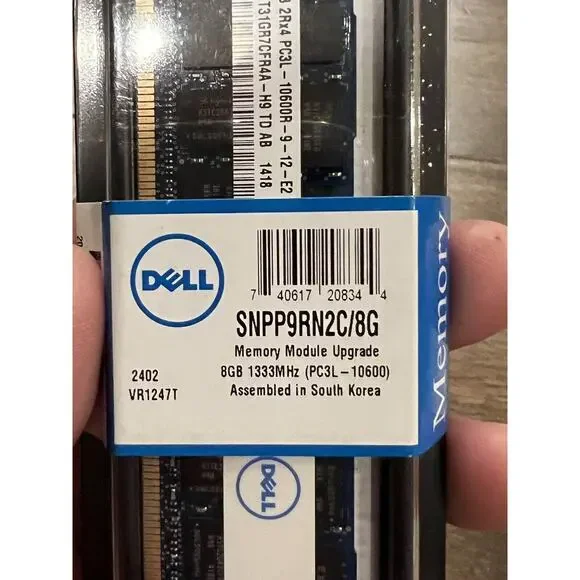 2Rx4 PC3L-10600R-9-12-E2
T31GR7CFR4A-H9 TD AB 1418
DELL
7 40617 20834 4
SNPP9RN2C/8G
Memory Module Upgrade
8GB 1333MHz (PC3L-10600)
Assembled in South Korea
2402
VR1247T
Memory
DELL